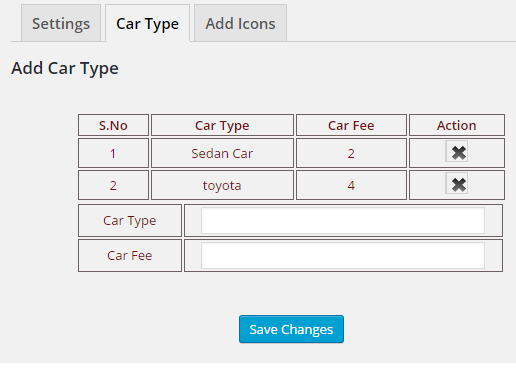 Settings Car Type Add Icons
Add Car Type
S.No Car Type Car Fee Action
1 Sedan Car 2
2 toyota 4
Car Type
Car Fee
Save Changes